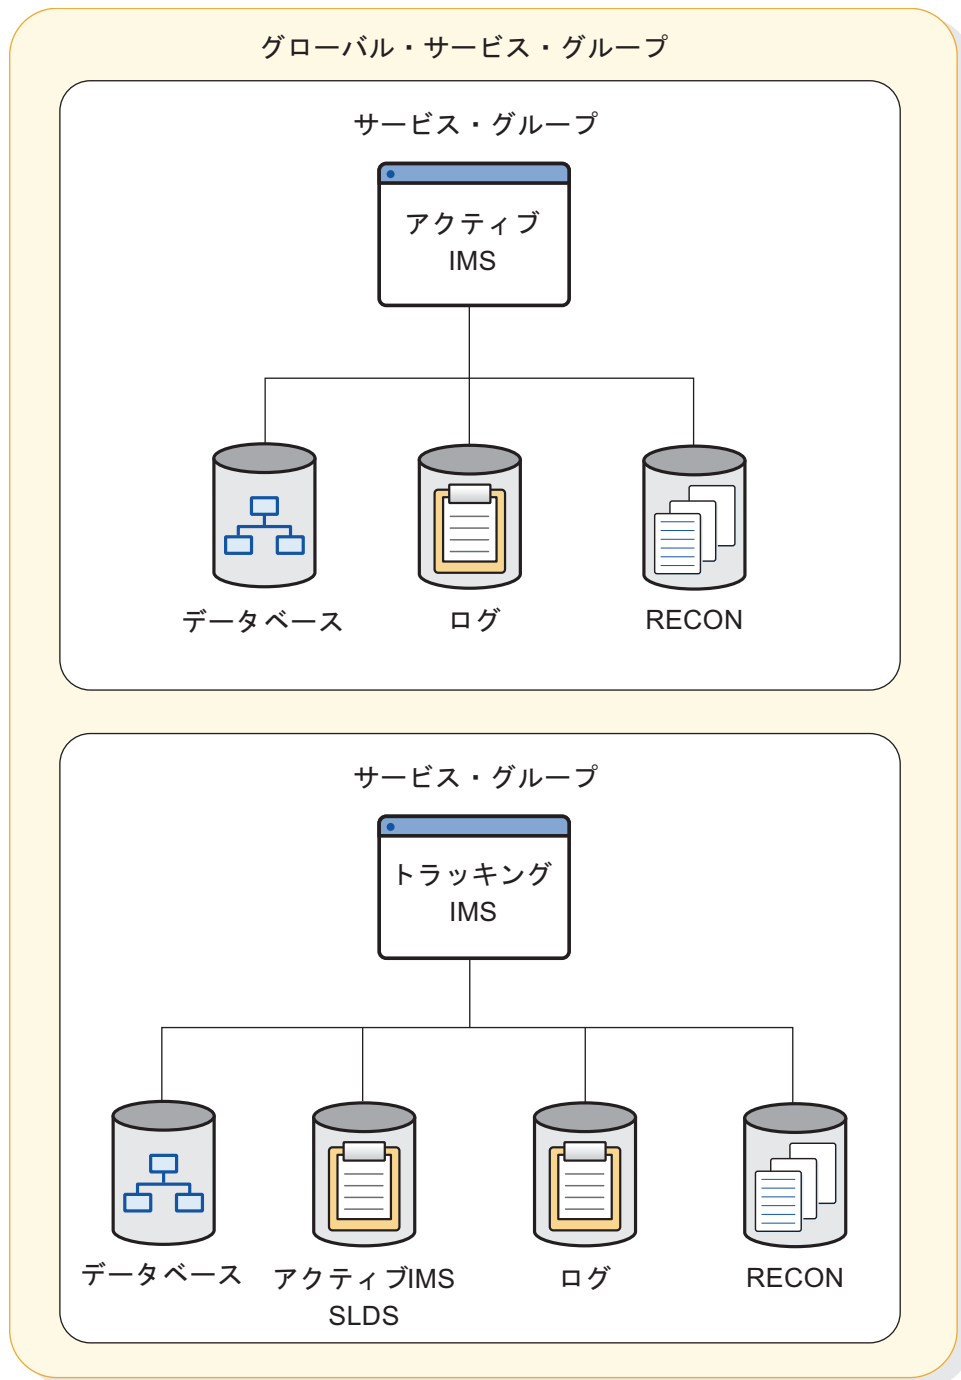 グローバル・サービス・グループ
サービス・グループ
アクティブ
IMS
データベース
ログ
RECON
サービス・グループ
トラッキング
IMS
データベース
アクティブIMS
SLDS
ログ
RECON